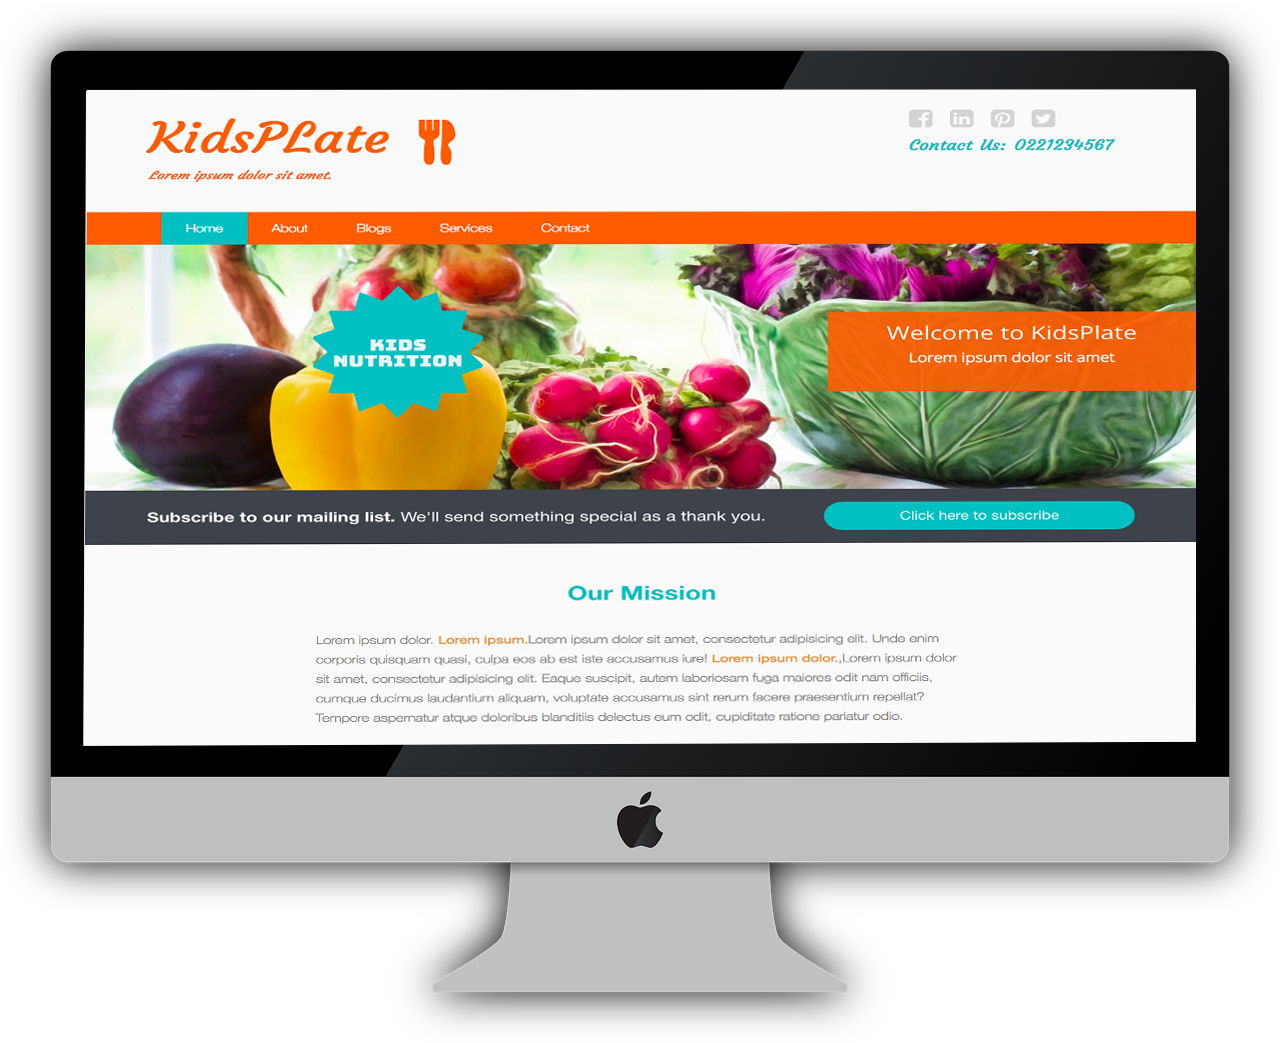 KidsPLate
Lorem ipsum dolor sit amet.
Contact Us: 0221234567
Home About Blogs Services Contact
KIDS
NUTRITION
Welcome to KidsPlate
Lorem ipsum dolor sit amet
Subscribe to our mailing list. We'll send something special as a thank you.
Click here to subscribe
Our Mission
Lorem ipsum dolor. Lorem ipsum.Lorem ipsum dolor sit amet, consectetur adipisicing elit. Unde enim
corporis quisquam quasi, culpa eos ab est iste accusamus iure! Lorem ipsum dolor.,Lorem ipsum dolor
sit amet, consectetur adipisicing elit. Eaque suscipit, autem laboriosam fuga maiores odit nam officiis,
cumque ducimus laudantium aliquam, voluptate accusamus sint rerum facere praesentium repellat?
Tempore aspernatur atque doloribus blanditiis delectus eum odit, cupiditate ratione pariatur odio.